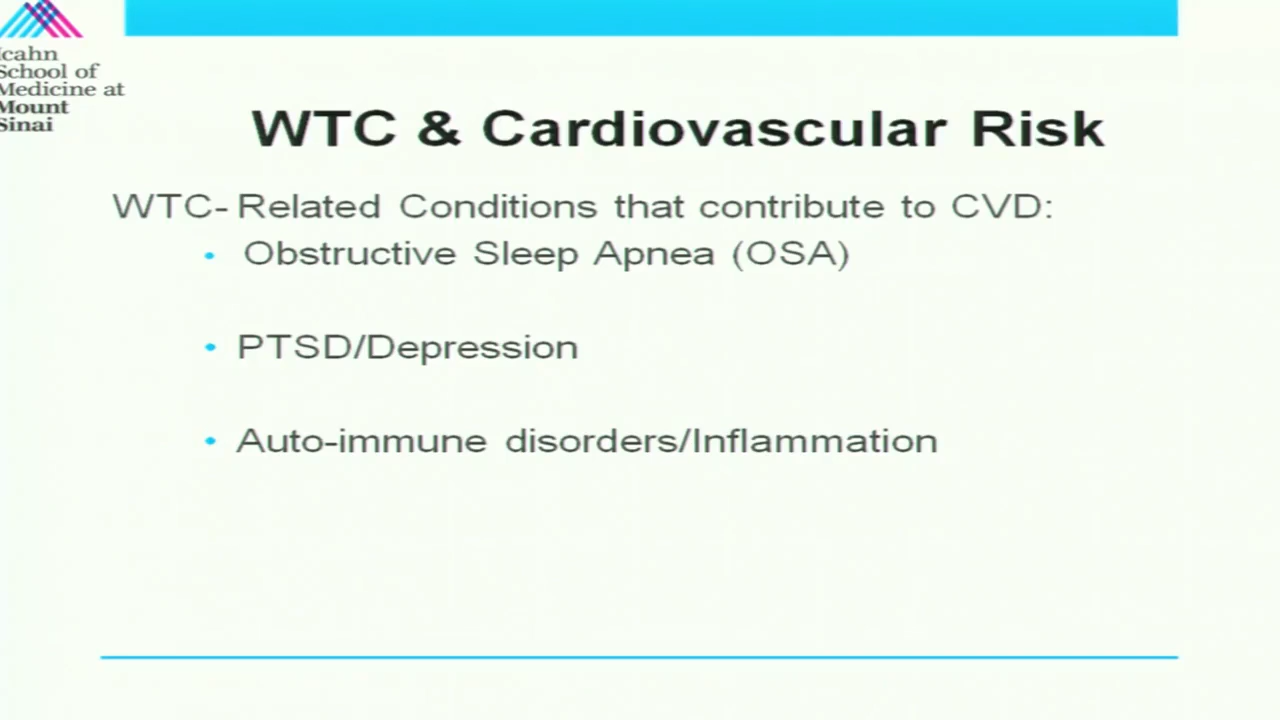 Icahn
School of
Medicine at
Mount
Sinai
WTC & Cardiovascular Risk
WTC- Related Conditions that contribute to CVD:
• Obstructive Sleep Apnea (OSA)
• PTSD/Depression
• Auto-immune disorders/Inflammation